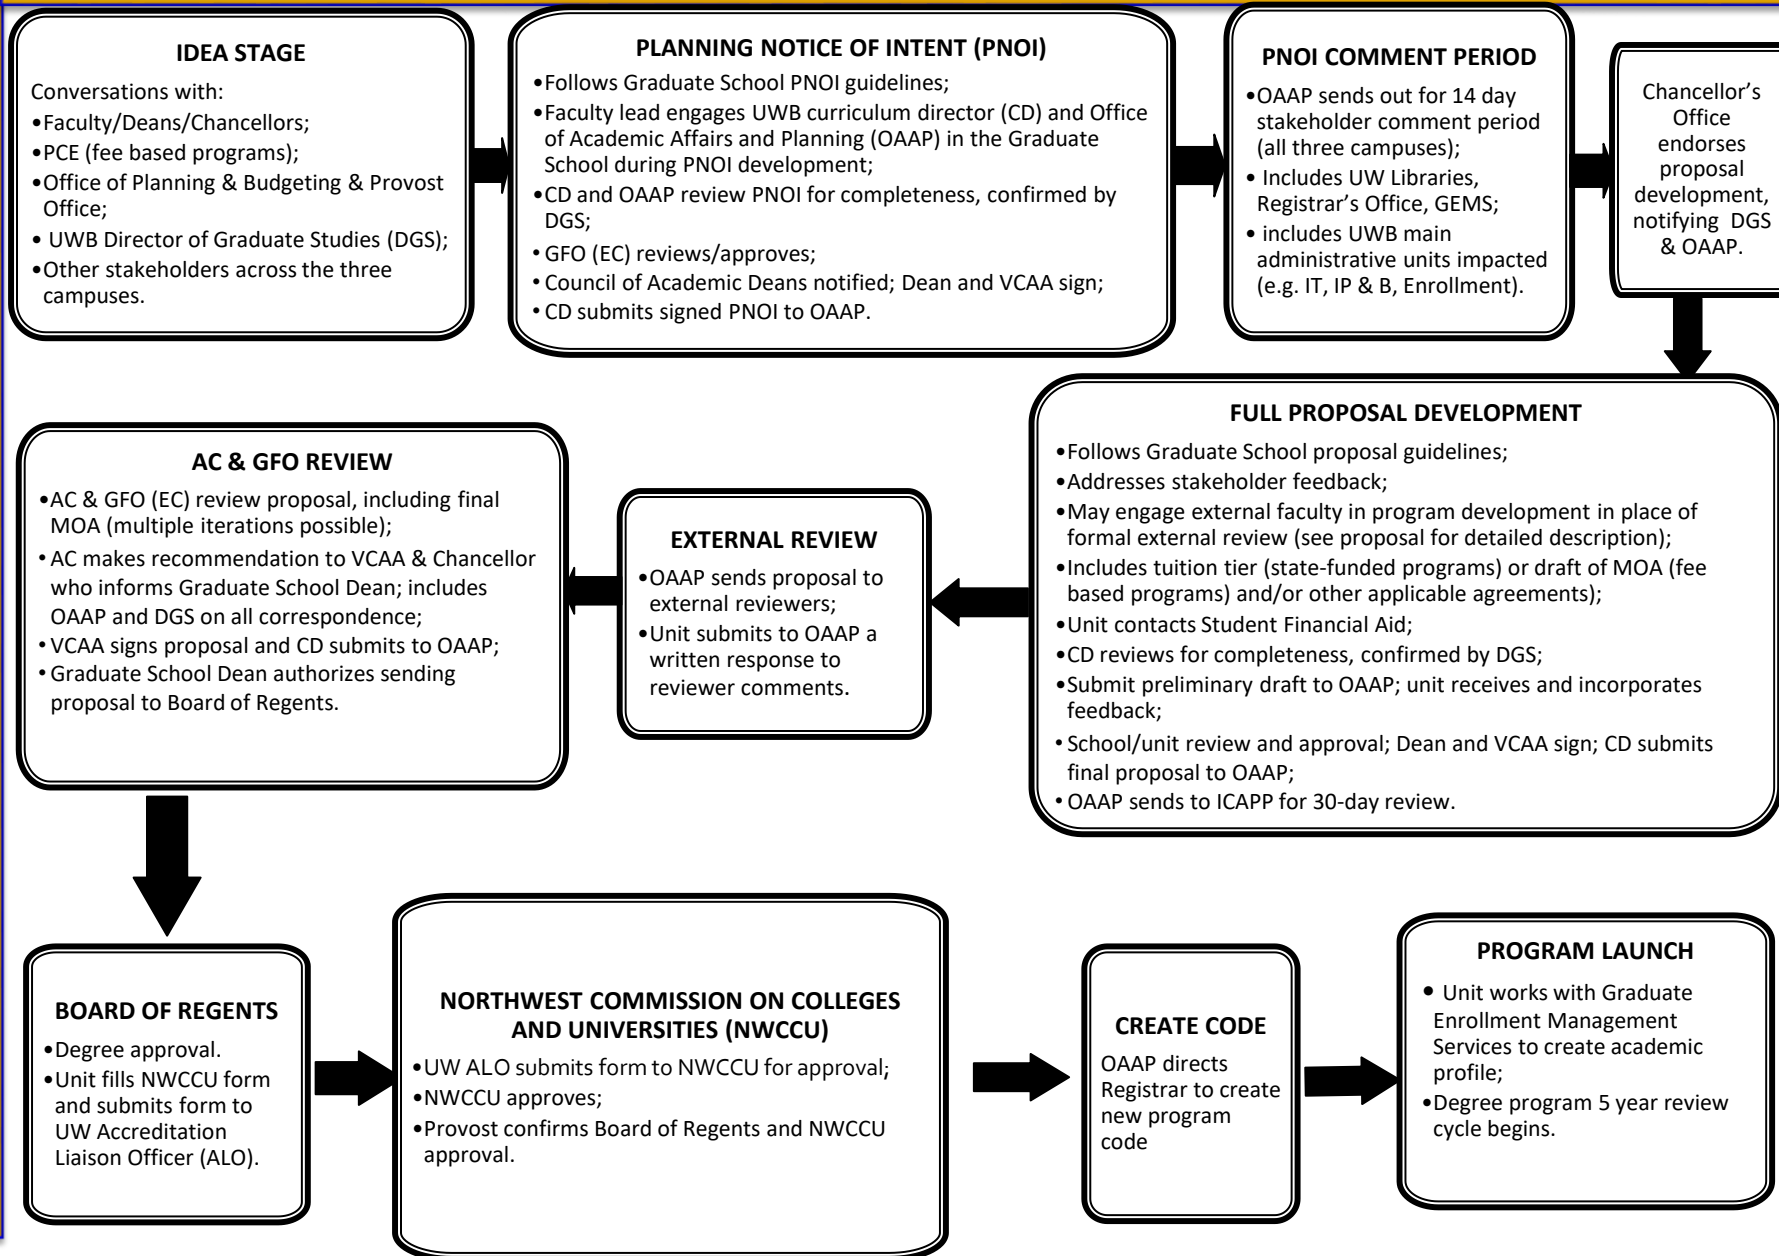 IDEA STAGE
Conversations with:
•Faculty/Deans/Chancellors;
•PCE (fee based programs);
•Office of Planning & Budgeting & Provost
Office;
• UWB Director of Graduate Studies (DGS);
•Other stakeholders across the three
campuses.
PLANNING NOTICE OF INTENT (PNOI)
•Follows Graduate School PNOI guidelines;
•Faculty lead engages UWB curriculum director (CD) and Office
of Academic Affairs and Planning (OAAP) in the Graduate
School during PNOI development;
•CD and OAAP review PNOI for completeness, confirmed by
DGS;
• GFO (EC) reviews/approves;
• Council of Academic Deans notified; Dean and VCAA sign;
• CD submits signed PNOI to OAAP.
PNOI COMMENT PERIOD
•OAAP sends out for 14 day
stakeholder comment period
(all three campuses);
• Includes UW Libraries,
Registrar’s Office, GEMS;
• includes UWB main
administrative units impacted
(e.g. IT, IP & B, Enrollment).
Chancellor’s
Office
endorses
proposal
development,
notifying DGS
& OAAP.
FULL PROPOSAL DEVELOPMENT
•Follows Graduate School proposal guidelines;
•Addresses stakeholder feedback;
•May engage external faculty in program development in place of
formal external review (see proposal for detailed description);
•Includes tuition tier (state-funded programs) or draft of MOA (fee
based programs) and/or other applicable agreements);
•Unit contacts Student Financial Aid;
•CD reviews for completeness, confirmed by DGS;
•Submit preliminary draft to OAAP; unit receives and incorporates
feedback;
• School/unit review and approval; Dean and VCAA sign; CD submits
final proposal to OAAP;
• OAAP sends to ICAPP for 30-day review.
EXTERNAL REVIEW
•OAAP sends proposal to
external reviewers;
•Unit submits to OAAP a
written response to
reviewer comments.
AC & GFO REVIEW
•AC & GFO (EC) review proposal, including final
MOA (multiple iterations possible);
• AC makes recommendation to VCAA & Chancellor
who informs Graduate School Dean; includes
OAAP and DGS on all correspondence;
• VCAA signs proposal and CD submits to OAAP;
• Graduate School Dean authorizes sending
proposal to Board of Regents.
BOARD OF REGENTS
•Degree approval.
•Unit fills NWCCU form
and submits form to
UW Accreditation
Liaison Officer (ALO).
NORTHWEST COMMISSION ON COLLEGES
AND UNIVERSITIES (NWCCU)
•UW ALO submits form to NWCCU for approval;
•NWCCU approves;
•Provost confirms Board of Regents and NWCCU
approval.
CREATE CODE
OAAP directs
Registrar to create
new program
code
PROGRAM LAUNCH
• Unit works with Graduate
Enrollment Management
Services to create academic
profile;
•Degree program 5 year review
cycle begins.